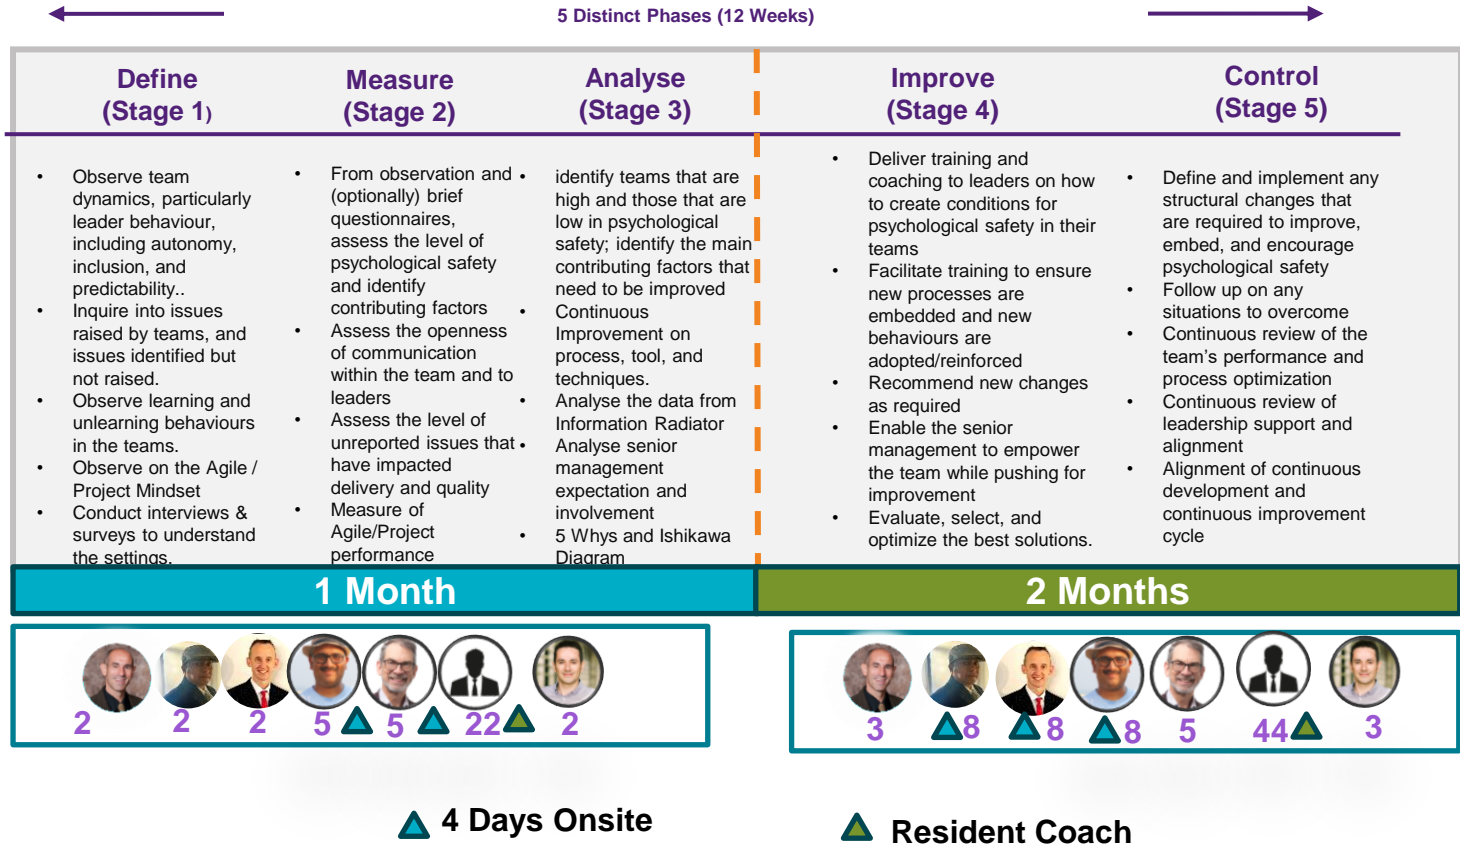 5 Distinct Phases (12 Weeks)
Define
(Stage 1)
Measure
(Stage 2)
Analyse
(Stage 3)
Improve
(Stage 4)
Control
(Stage 5)
• Observe team
dynamics, particularly
leader behaviour,
including autonomy,
inclusion, and
predictability..
• Inquire into issues
raised by teams, and
issues identified but
not raised.
• Observe learning and
unlearning behaviours
in the teams.
• Observe on the Agile /
Project Mindset
• Conduct interviews &
surveys to understand
the settings.
• From observation and
(optionally) brief
questionnaires,
assess the level of
psychological safety
and identify
contributing factors
• Assess the openness
of communication
within the team and to
leaders
• Assess the level of
unreported issues that
have impacted
delivery and quality
• Measure of
Agile/Project
performance
• identify teams that are
high and those that are
low in psychological
safety; identify the main
contributing factors that
need to be improved
• Continuous
Improvement on
process, tool, and
techniques.
• Analyse the data from
Information Radiator
• Analyse senior
management
expectation and
involvement
• 5 Whys and Ishikawa
Diagram
• Deliver training and
coaching to leaders on how
to create conditions for
psychological safety in their
teams
• Facilitate training to ensure
new processes are
embedded and new
behaviours are
adopted/reinforced
• Recommend new changes
as required
• Enable the senior
management to empower
the team while pushing for
improvement
• Evaluate, select, and
optimize the best solutions.
• Define and implement any
structural changes that
are required to improve,
embed, and encourage
psychological safety
• Follow up on any
situations to overcome
• Continuous review of the
team's performance and
process optimization
• Continuous review of
leadership support and
alignment
• Alignment of continuous
development and
continuous improvement
cycle
1 Month
2 Months
2 2 2 5 5 22 2
3 8 8 8 5 44 3
4 Days Onsite
Resident Coach